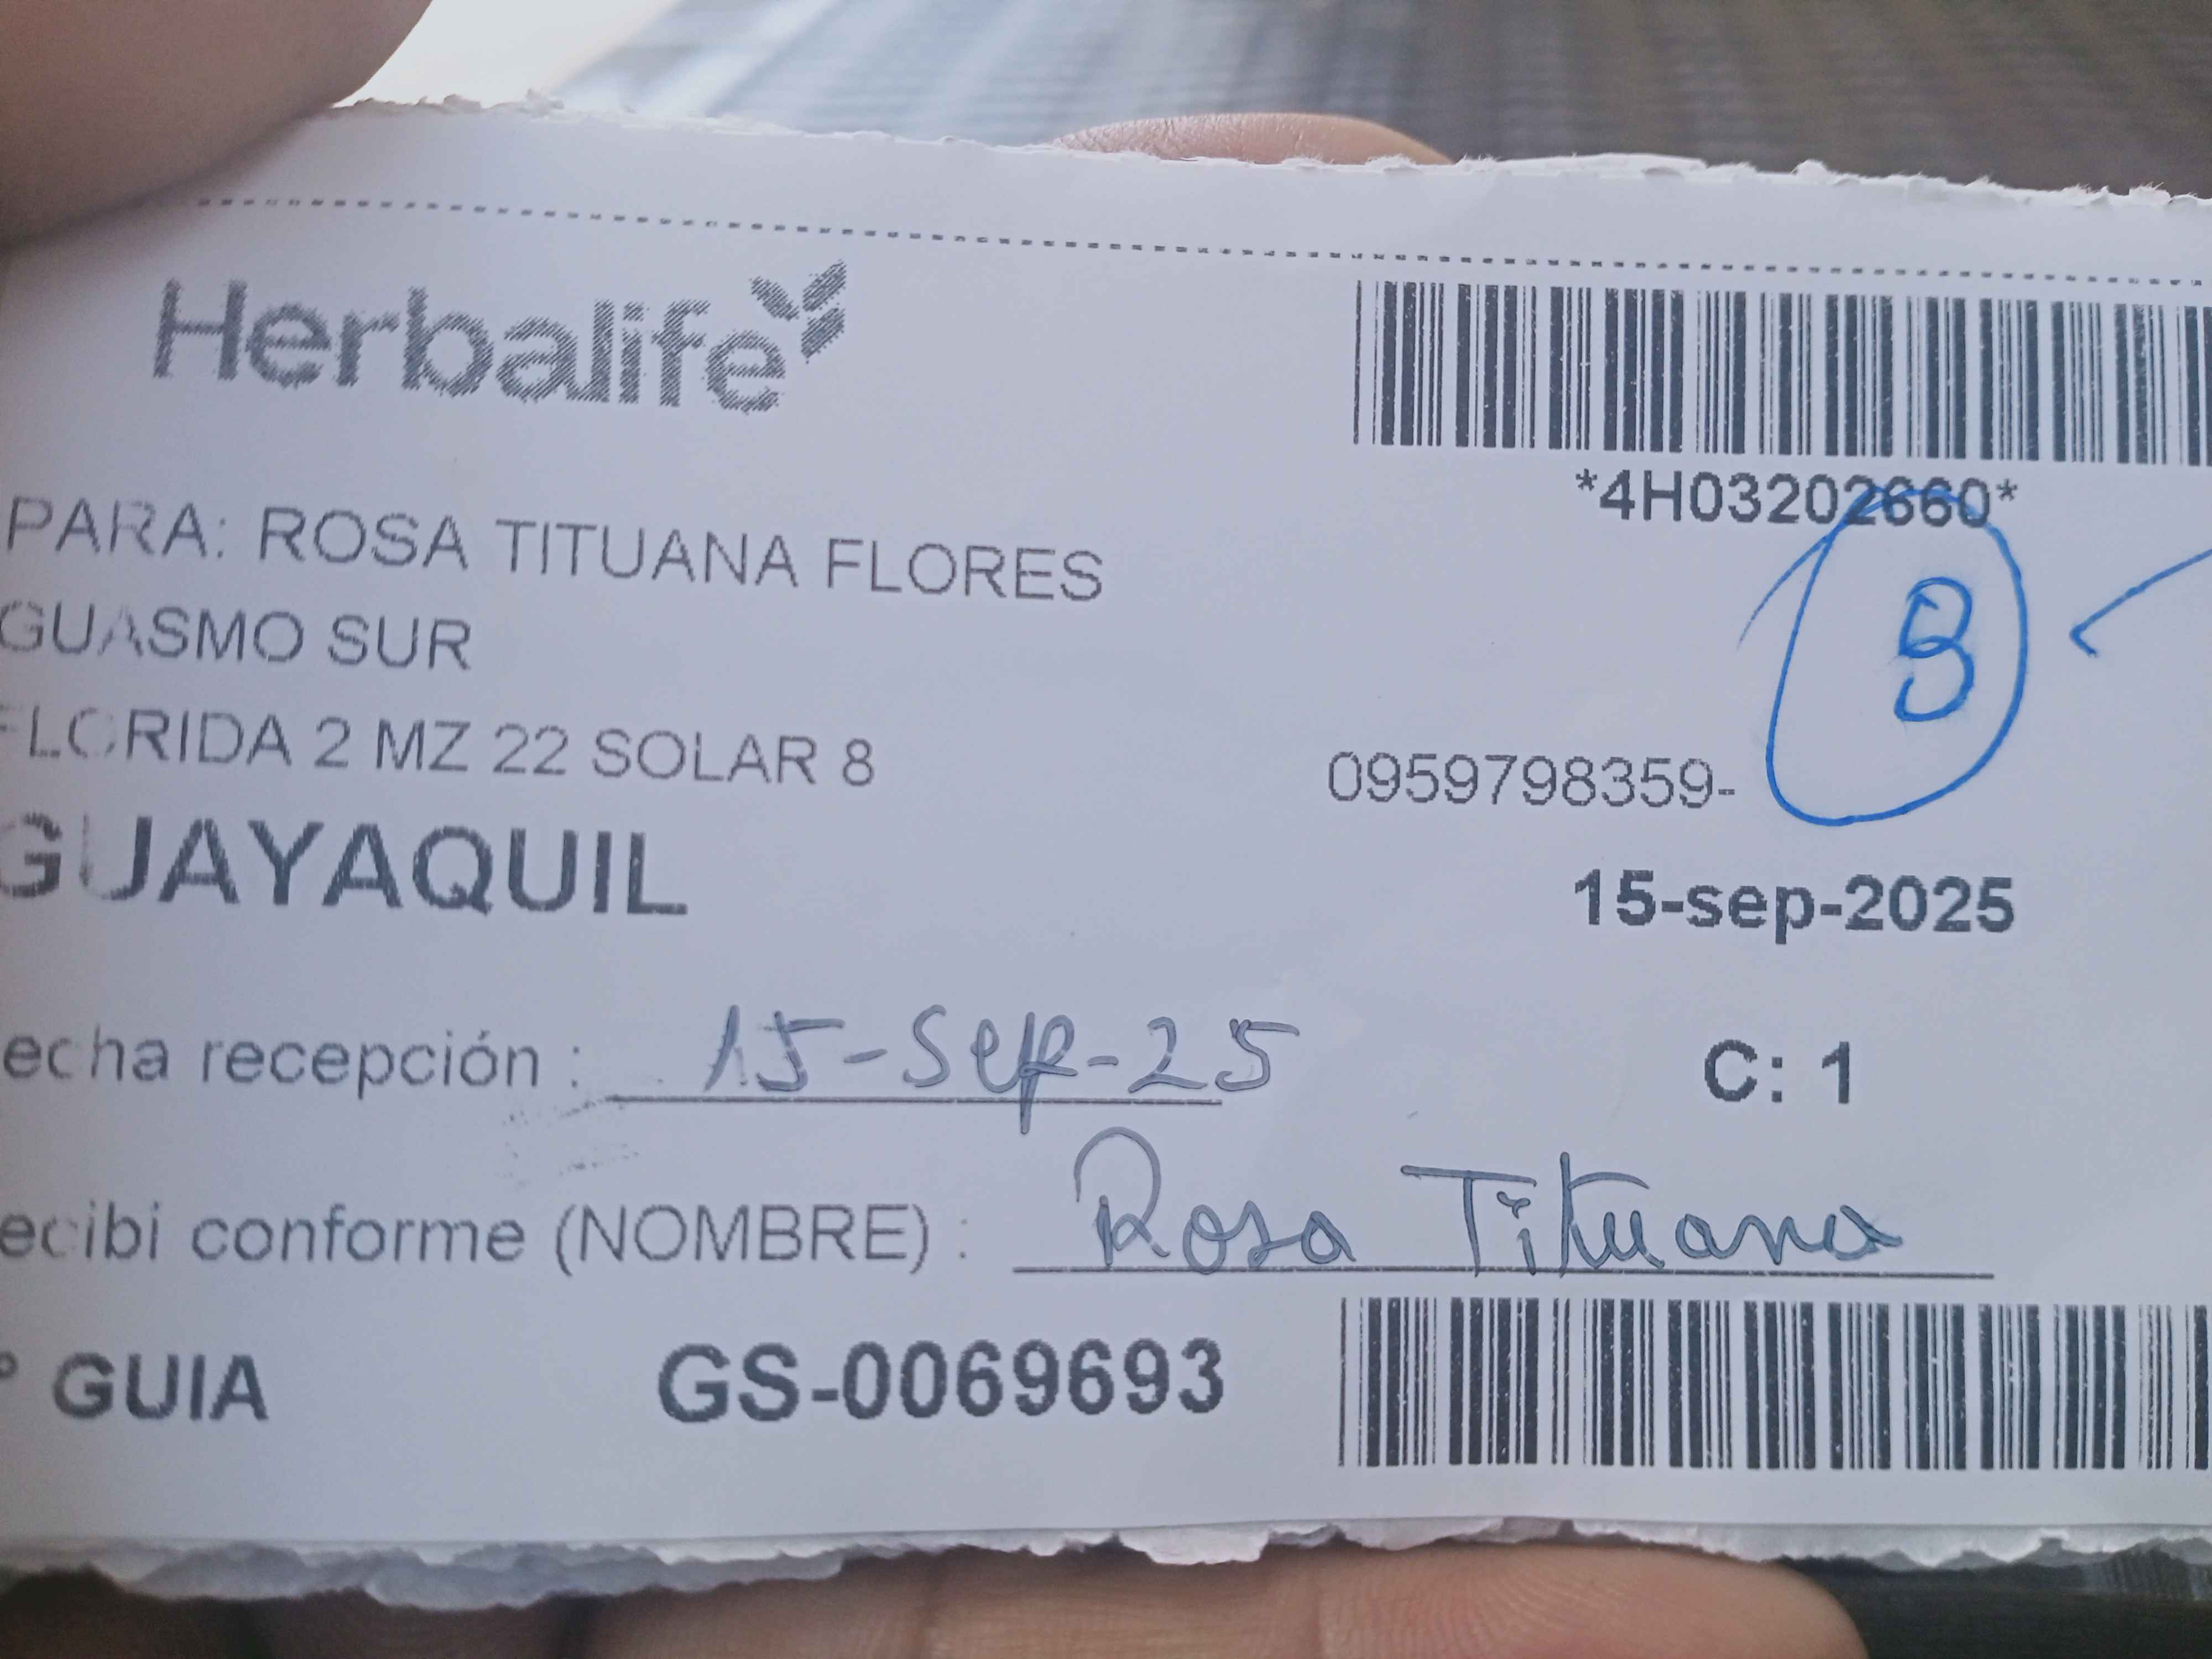 Herbalife
*4H03202660*
PARA: ROSA TITUANA FLORES
GUASMO SUR
3
FLORIDA 2 MZ 22 SOLAR 8
0959798359-
GUAYAQUIL
15-sep-2025
echa recepción : 15-Sep-25
C: 1
ecibi conforme (NOMBRE) : Rosa Tituana
° GUIA GS-0069693